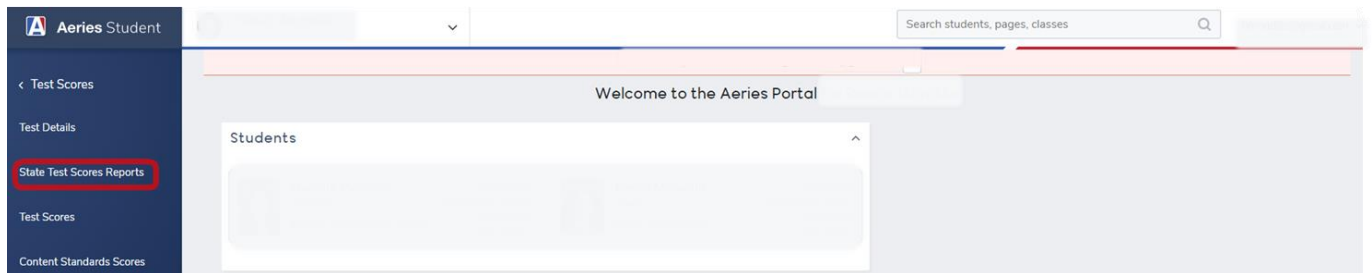 Aeries Student
Search students, pages, classes
< Test Scores
Welcome to the Aeries Portal
Test Details
Students
State Test Scores Reports
Test Scores
Content Standards Scores